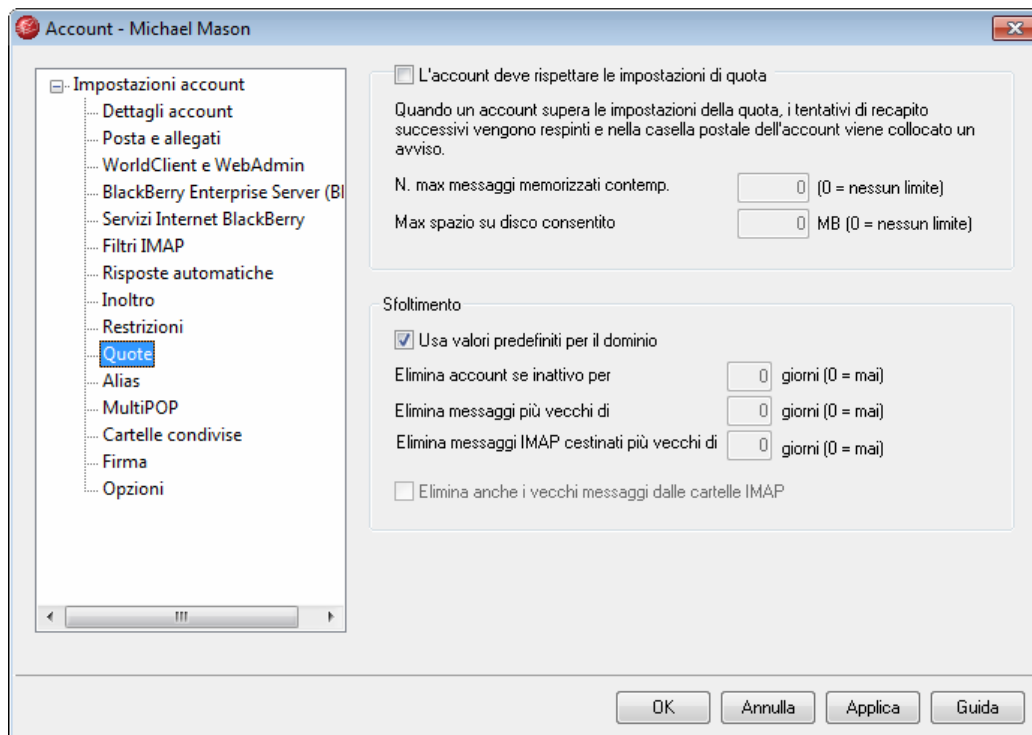 Account - Michael Mason
Impostazioni account
Dettagli account
Posta e allegati
WorldClient e WebAdmin
BlackBerry Enterprise Server (Bl
Servizi Internet BlackBerry
Filtri IMAP
Risposte automatiche
Inoltro
Restrizioni
Quote
Alias
MultiPOP
Cartelle condivise
Firma
Opzioni
L'account deve rispettare le impostazioni di quota
Quando un account supera le impostazioni della quota, i tentativi di recapito
successivi vengono respinti e nella casella postale dell'account viene collocato un
avviso.
N. max messaggi memorizzati contemp. 0 (0 = nessun limite)
Max spazio su disco consentito 0 MB (0 = nessun limite)
Sfoltimento
Usa valori predefiniti per il dominio
Elimina account se inattivo per 0 giorni (0 = mai)
Elimina messaggi più vecchi di 0 giorni (0 = mai)
Elimina messaggi IMAP cestinati più vecchi di 0 giorni (0 = mai)
Elimina anche i vecchi messaggi dalle cartelle IMAP
OK Annulla Applica Guida